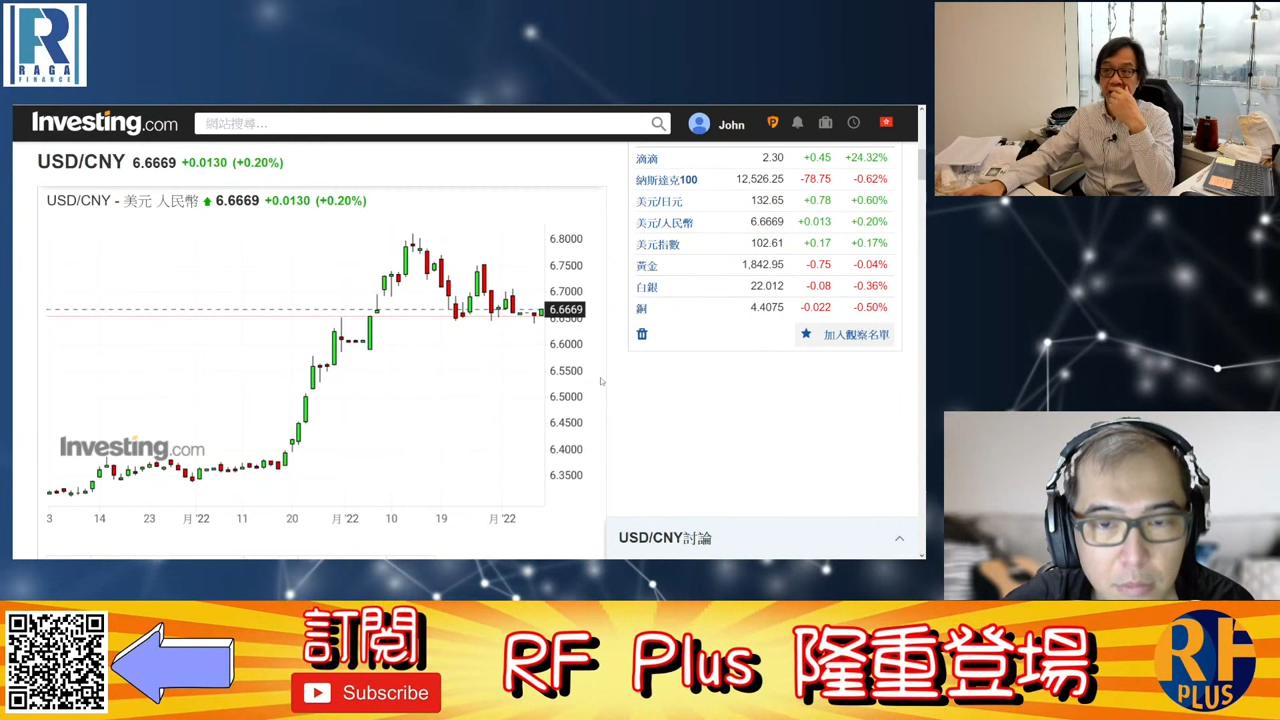 RAGA
FINANCE
Investing.com
網站搜尋...
John
USD/CNY 6.6669 +0.0130 (+0.20%)
USD/CNY - 美元 人民幣 6.6669 +0.0130 (+0.20%)
6.8000
6.7500
6.7000
6.6669
6.6500
6.6000
6.5500
6.5000
6.4500
6.4000
6.3500
Investing.com
3 14 23 月 '22 11 20 月 '22 10 19 月 '22
滴滴 2.30 +0.45 +24.32%
納斯達克100 12,526.25 -78.75 -0.62%
美元/日元 132.65 +0.78 +0.60%
美元/人民幣 6.6669 +0.013 +0.20%
美元指數 102.61 +0.17 +0.17%
黃金 1,842.95 -0.75 -0.04%
白銀 22.012 -0.08 -0.36%
銅 4.4075 -0.022 -0.50%
加入觀察名單
USD/CNY討論
訂閱
Subscribe
RF Plus 隆重登場
RF
PLUS